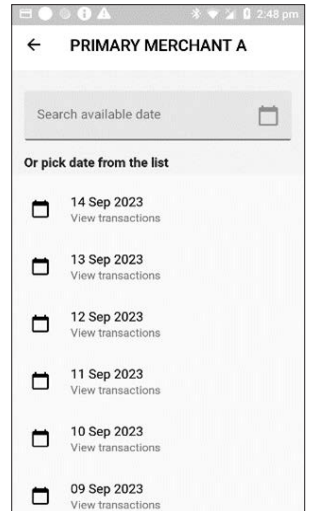 2:48 pm
PRIMARY MERCHANT A
Search available date
Or pick date from the list
14 Sep 2023
View transactions
13 Sep 2023
View transactions
12 Sep 2023
View transactions
11 Sep 2023
View transactions
10 Sep 2023
View transactions
09 Sep 2023
View transactions